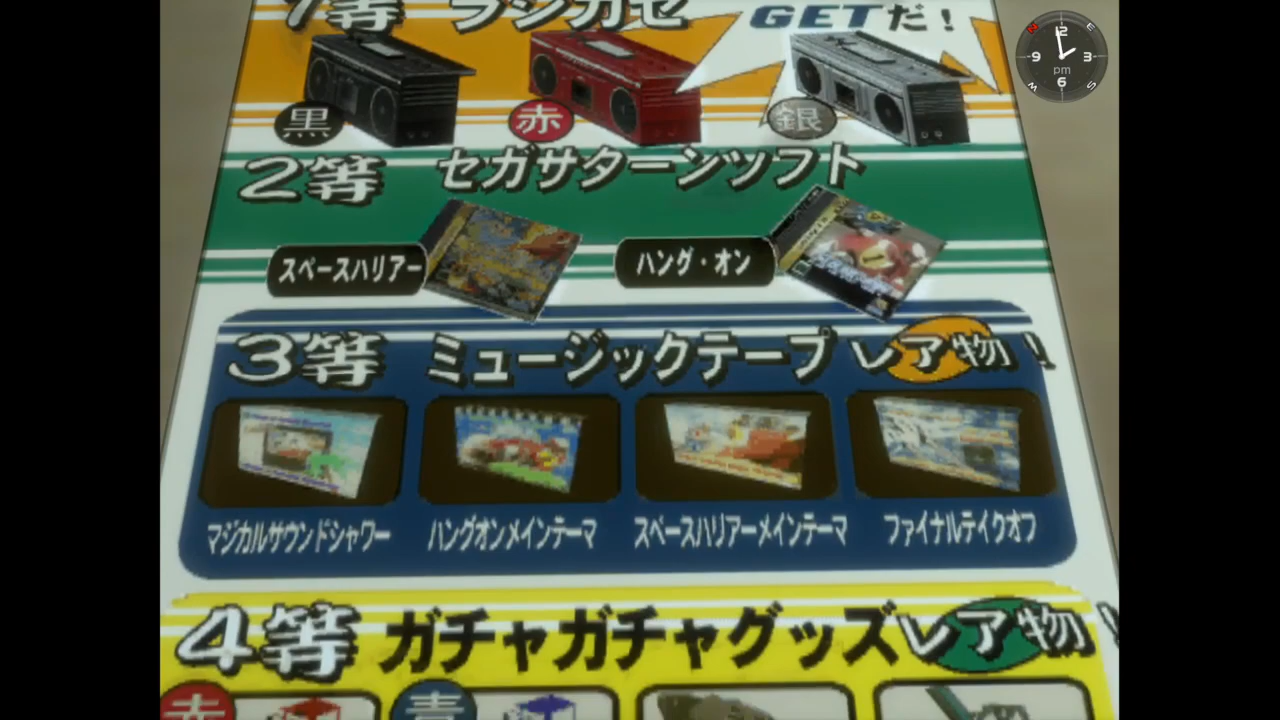 1等 ラジカセ GETだ!
黒 赤 銀
2等 セガサターンソフト
スペースハリアー ハング・オン
3等 ミュージックテープ レア物!
マジカルサウンドシャワー ハングオンメインテーマ スペースハリアーメインテーマ ファイナルテイクオフ
4等 ガチャガチャグッズ レア物!
赤 青
N E S W
12 3 6 9
pm